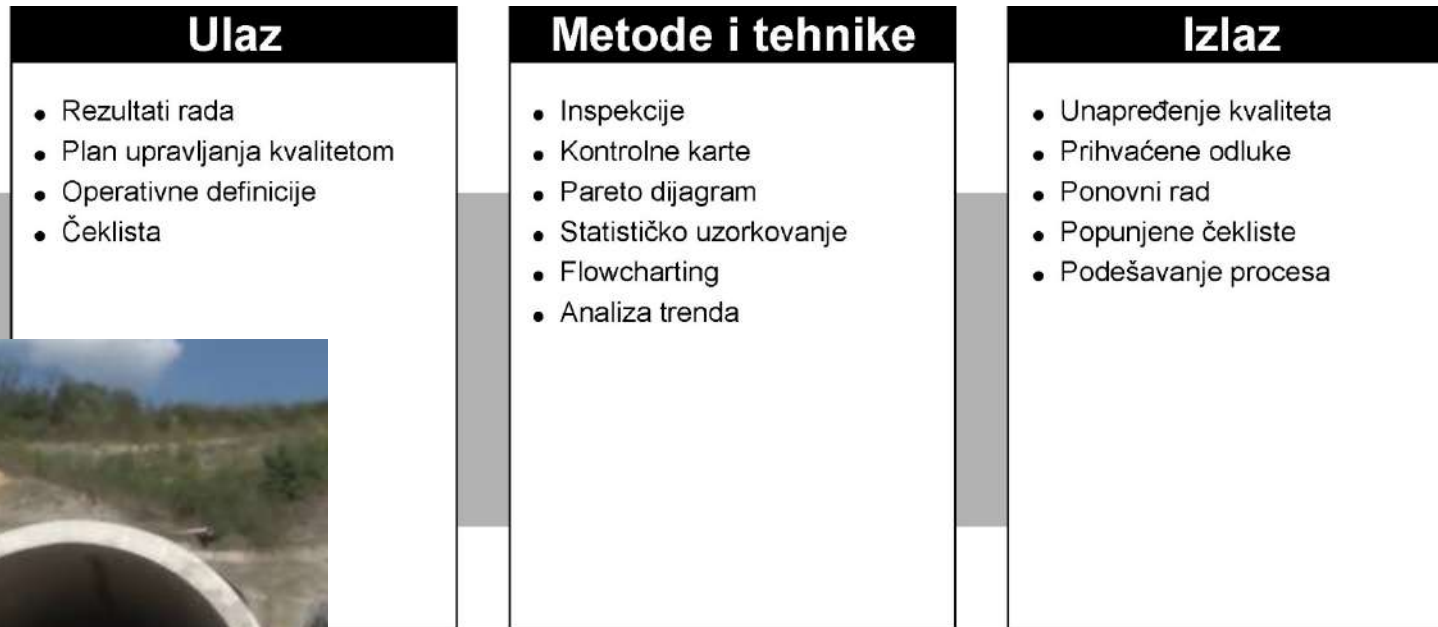 Ulaz
• Rezultati rada
• Plan upravljanja kvalitetom
• Operativne definicije
• Čeklista
Metode i tehnike
• Inspekcije
• Kontrolne karte
• Pareto dijagram
• Statističko uzorkovanje
• Flowcharting
• Analiza trenda
Izlaz
• Unapređenje kvaliteta
• Prihvaćene odluke
• Ponovni rad
• Popunjene čekliste
• Podešavanje procesa